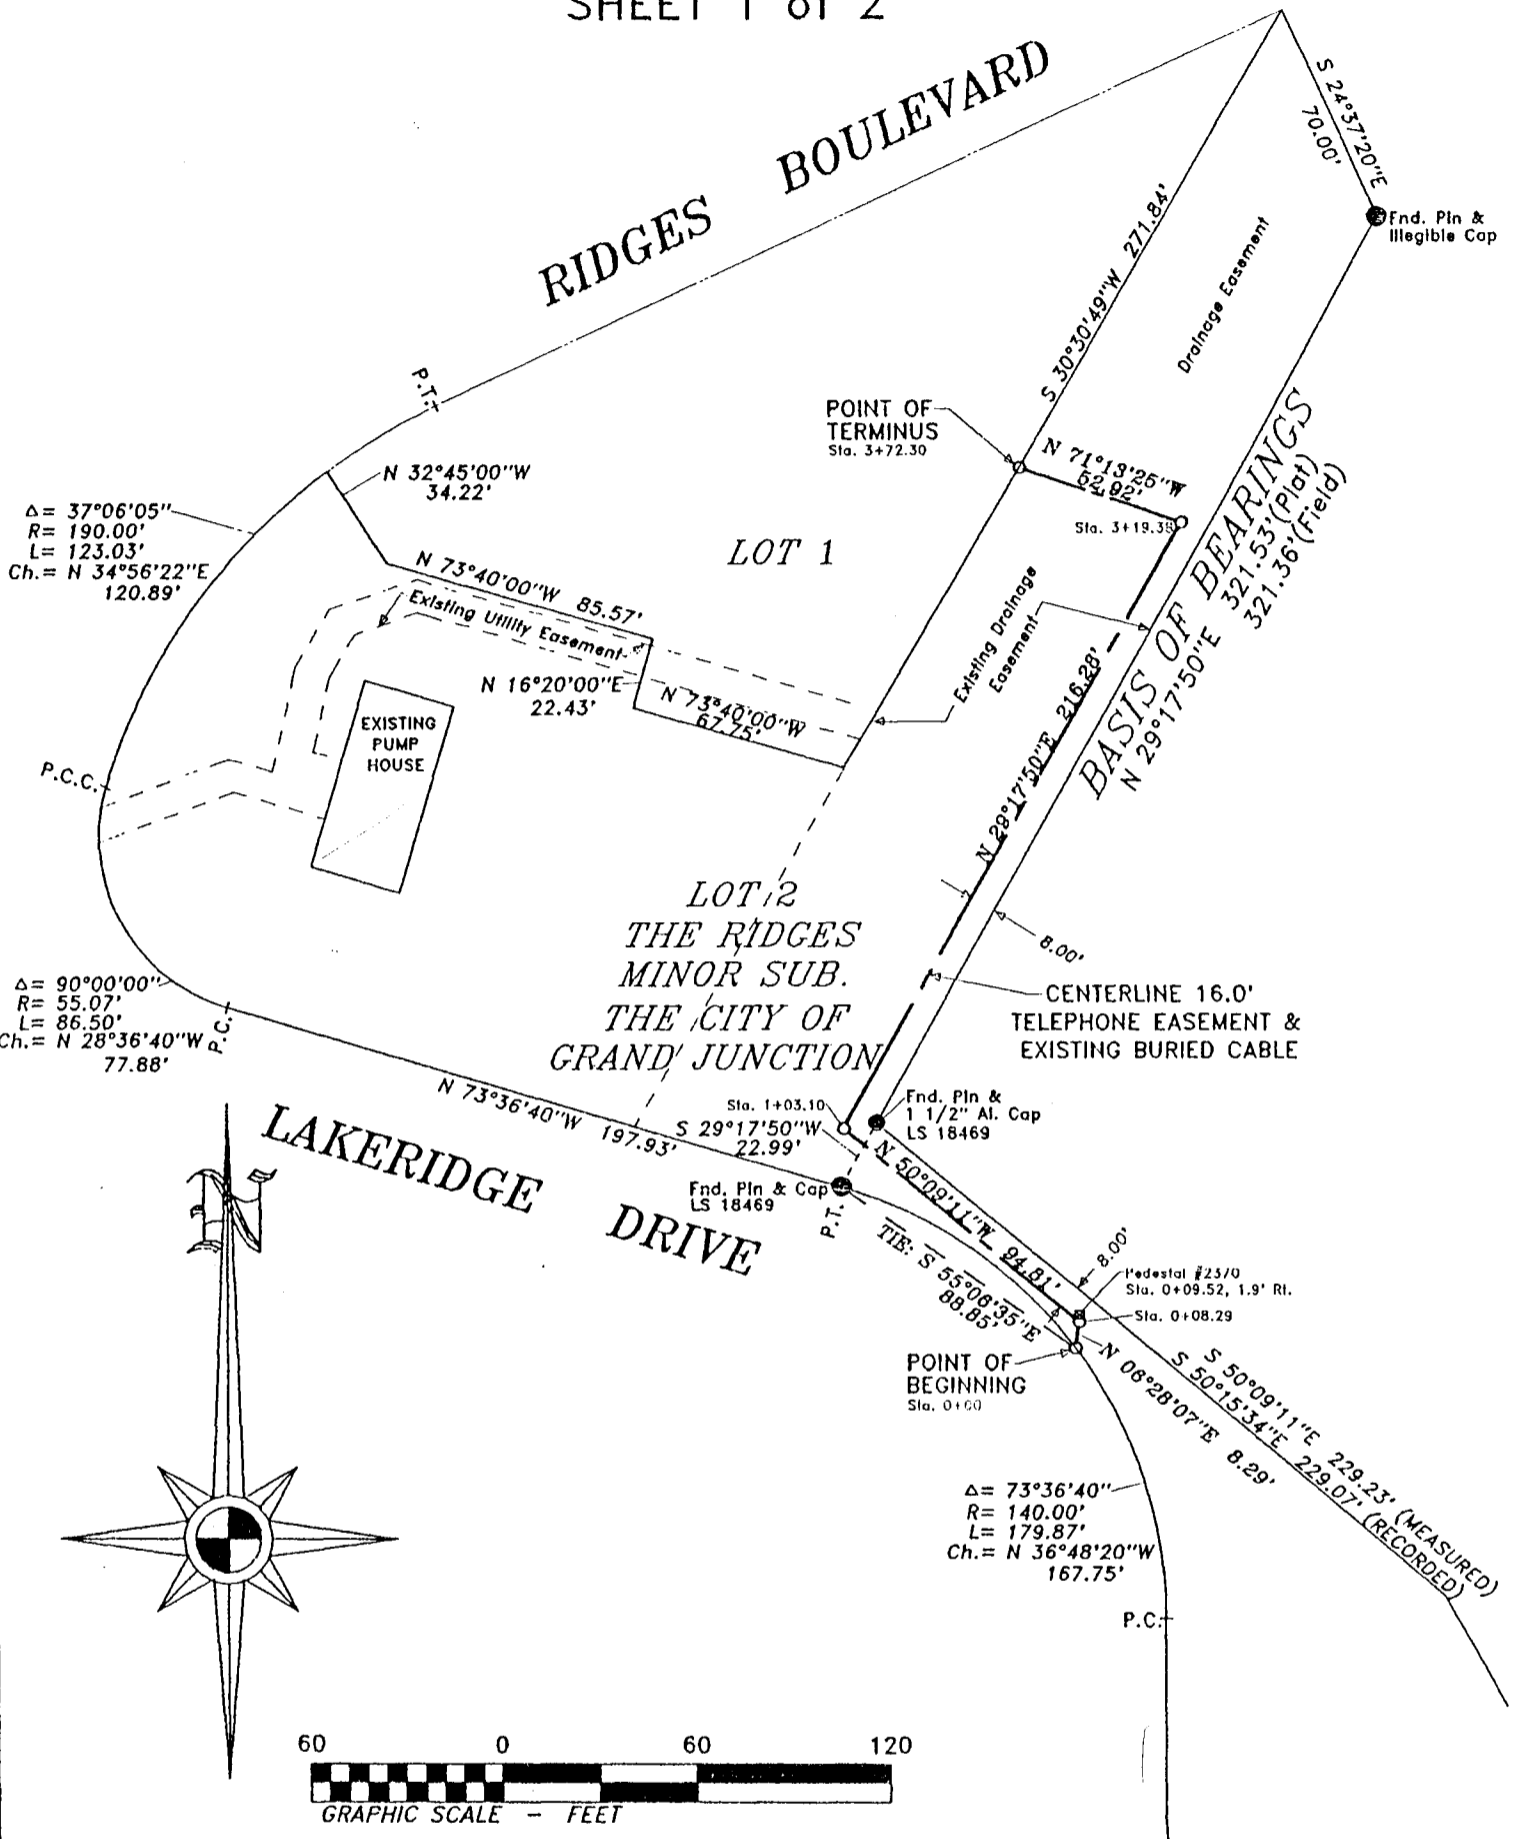 SHEET 1 of 2
RIDGES BOULEVARD
S 24°37'20"E
70.00'
Fnd. Pin &
Illegible Cap
S 30°30'49"W 271.84'
Drainage Easement
P.T.
POINT OF
TERMINUS
Sta. 3+72.30
N 71°13'25"W
52.92'
Sta. 3+19.38
N 32°45'00"W
34.22'
Δ= 37°06'05"
R= 190.00'
L= 123.03'
Ch.= N 34°56'22"E
120.89'
LOT 1
N 73°40'00"W 85.57'
Existing Utility Easement
N 16°20'00"E
22.43'
N 73°40'00"W
67.75'
Existing Drainage
Easement
BASIS OF BEARINGS
N 29°17'50"E 321.53'(Plat)
321.36'(Field)
N 29°17'50"E 216.28'
EXISTING
PUMP
HOUSE
P.C.C.
LOT 2
THE RIDGES
MINOR SUB.
THE CITY OF
GRAND JUNCTION
8.00'
CENTERLINE 16.0'
TELEPHONE EASEMENT &
EXISTING BURIED CABLE
Δ= 90°00'00"
R= 55.07'
L= 86.50'
Ch.= N 28°36'40"W
77.88'
P.C.
N 73°36'40"W 197.93'
Sta. 1+03.10
S 29°17'50"W
22.99'
Fnd. Pin &
1 1/2" Al. Cap
LS 18469
LAKERIDGE DRIVE
Fnd. Pin & Cap
LS 18469
P.T.
N 50°09'11"W 94.81'
TIE: S 55°06'35"E
88.85'
8.00'
Pedestal #2370
Sta. 0+09.52, 1.9' Rt.
Sta. 0+08.29
POINT OF
BEGINNING
Sta. 0+00
N 06°28'07"E 8.29'
S 50°09'11"E 229.23' (MEASURED)
S 50°15'34"E 229.07' (RECORDED)
Δ= 73°36'40"
R= 140.00'
L= 179.87'
Ch.= N 36°48'20"W
167.75'
P.C.
N
60 0 60 120
GRAPHIC SCALE - FEET